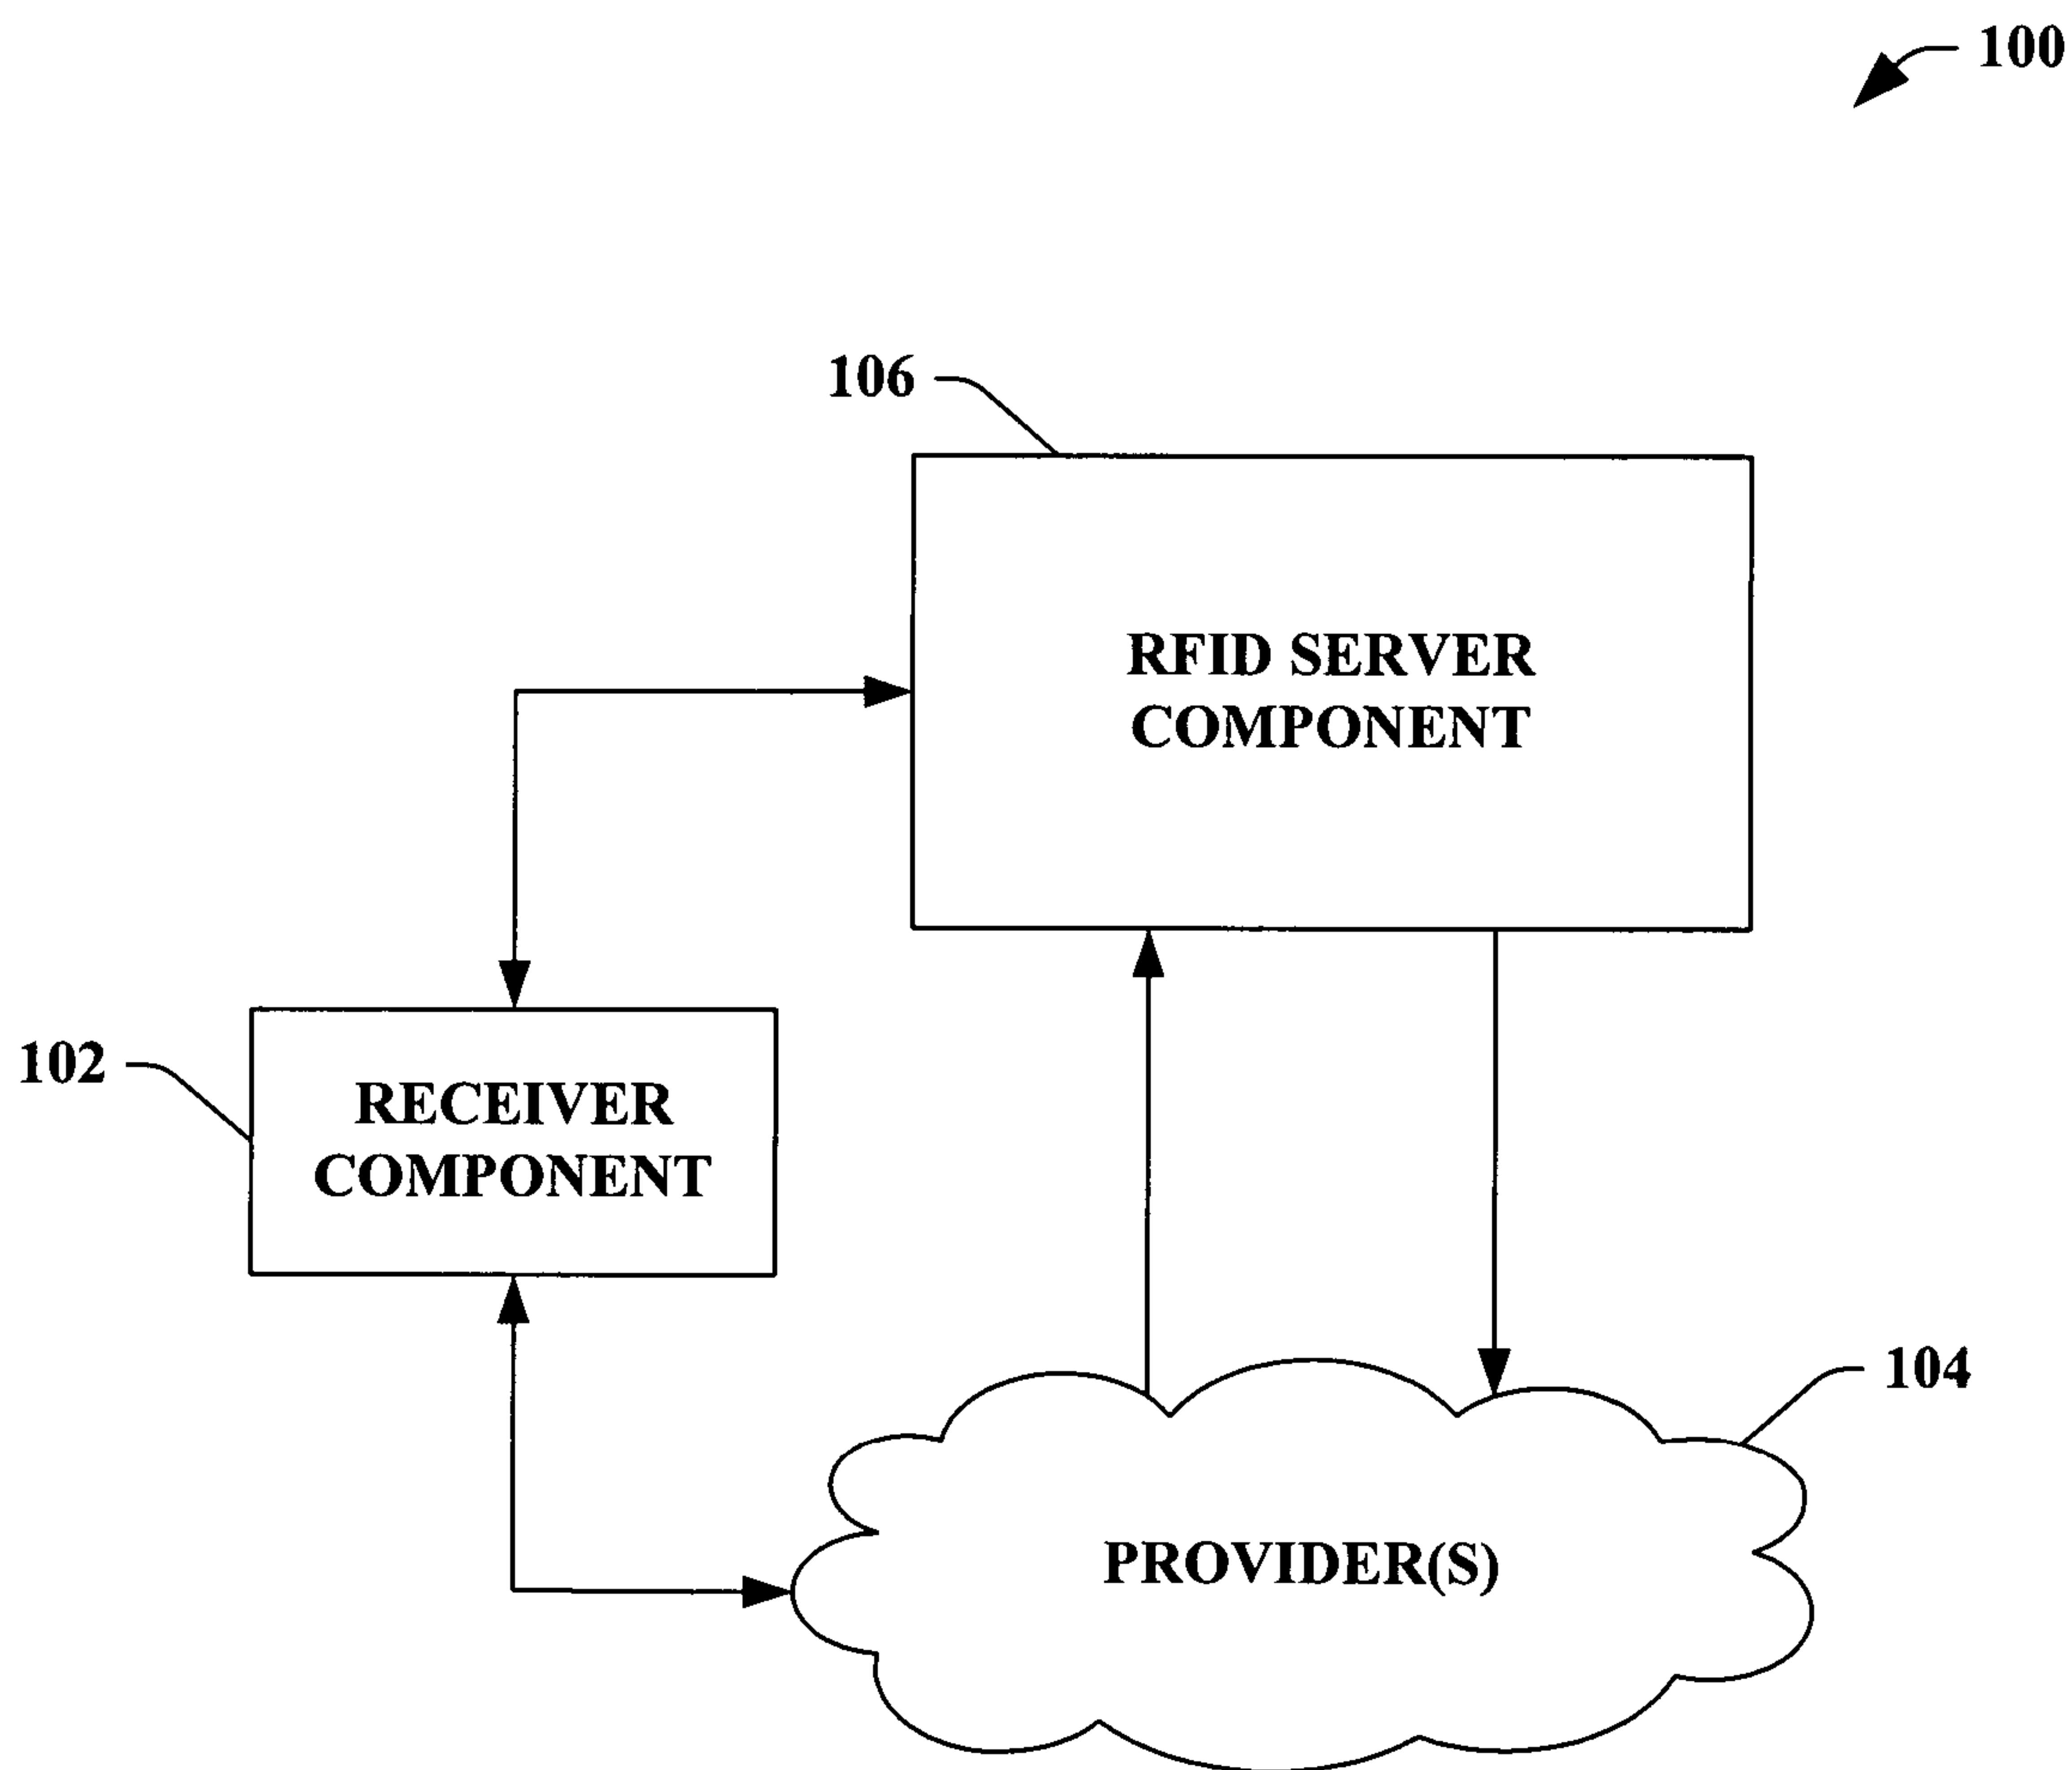 100
106
RFID SERVER
COMPONENT
102
RECEIVER
COMPONENT
104
PROVIDER(S)